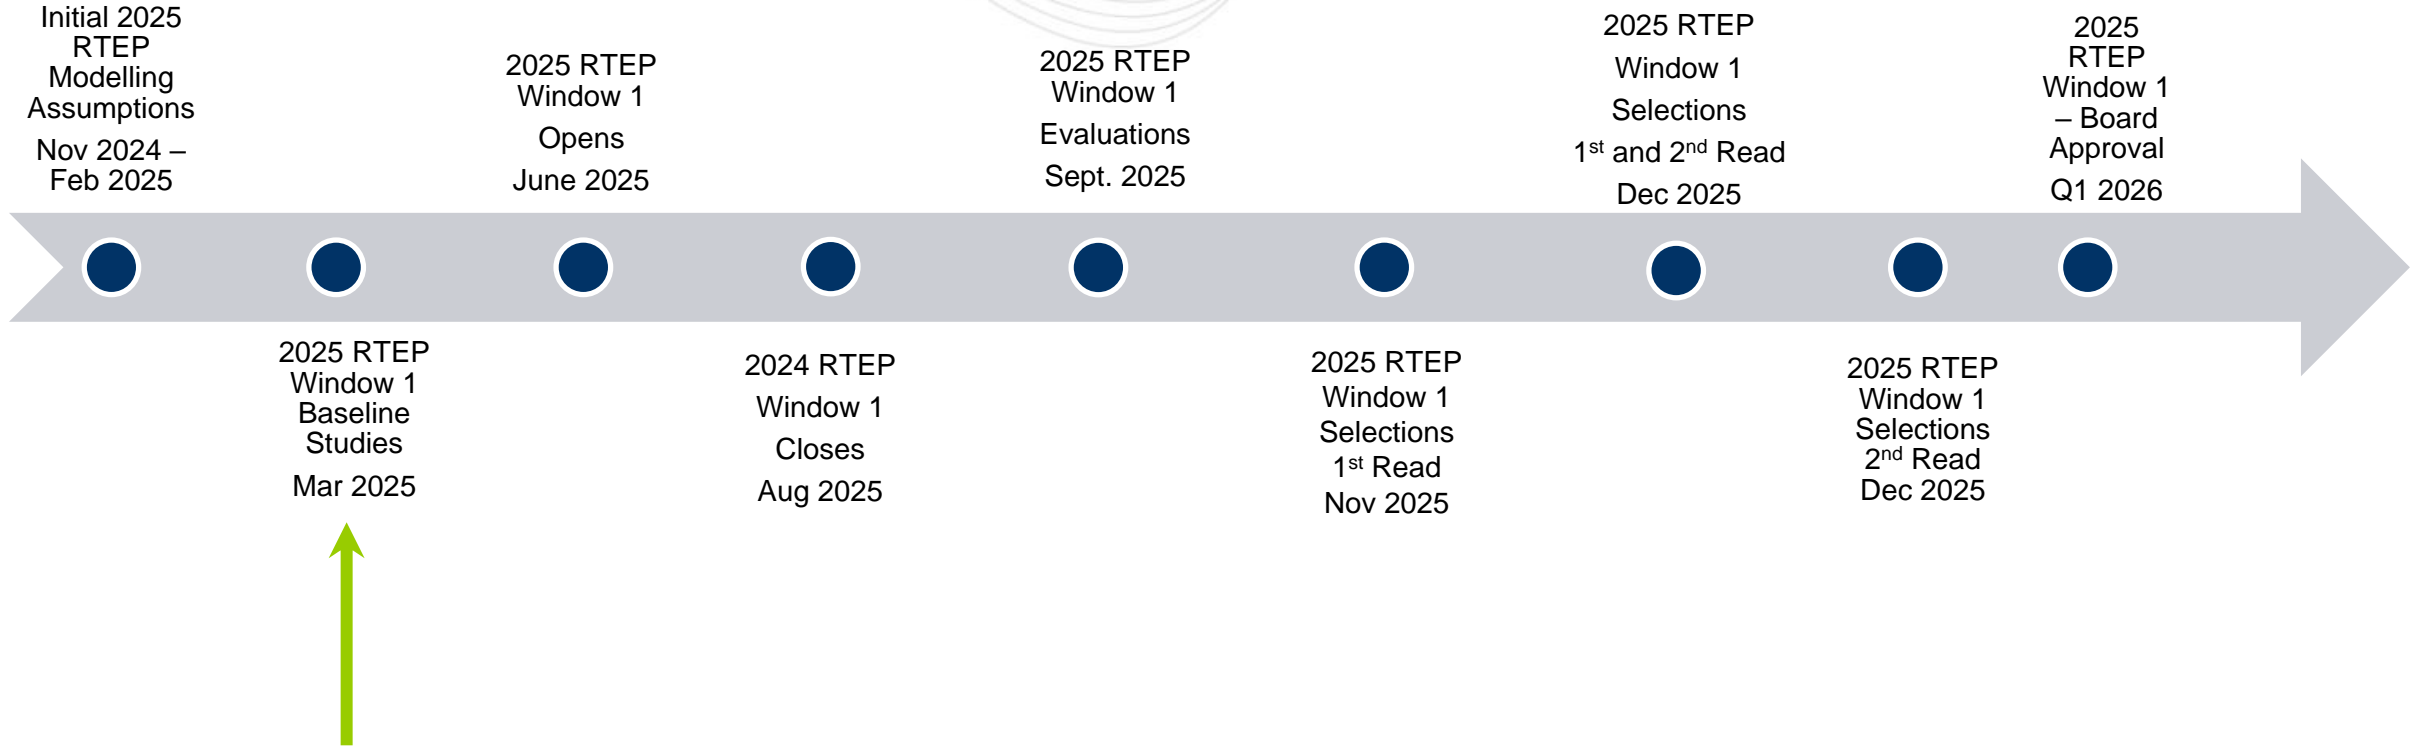 Initial 2025
RTEP
Modelling
Assumptions
Nov 2024 –
Feb 2025
2025 RTEP
Window 1
Baseline
Studies
Mar 2025
2025 RTEP
Window 1
Opens
June 2025
2024 RTEP
Window 1
Closes
Aug 2025
2025 RTEP
Window 1
Evaluations
Sept. 2025
2025 RTEP
Window 1
Selections
1st Read
Nov 2025
2025 RTEP
Window 1
Selections
1st and 2nd Read
Dec 2025
2025 RTEP
Window 1
Selections
2nd Read
Dec 2025
2025
RTEP
Window 1
– Board
Approval
Q1 2026